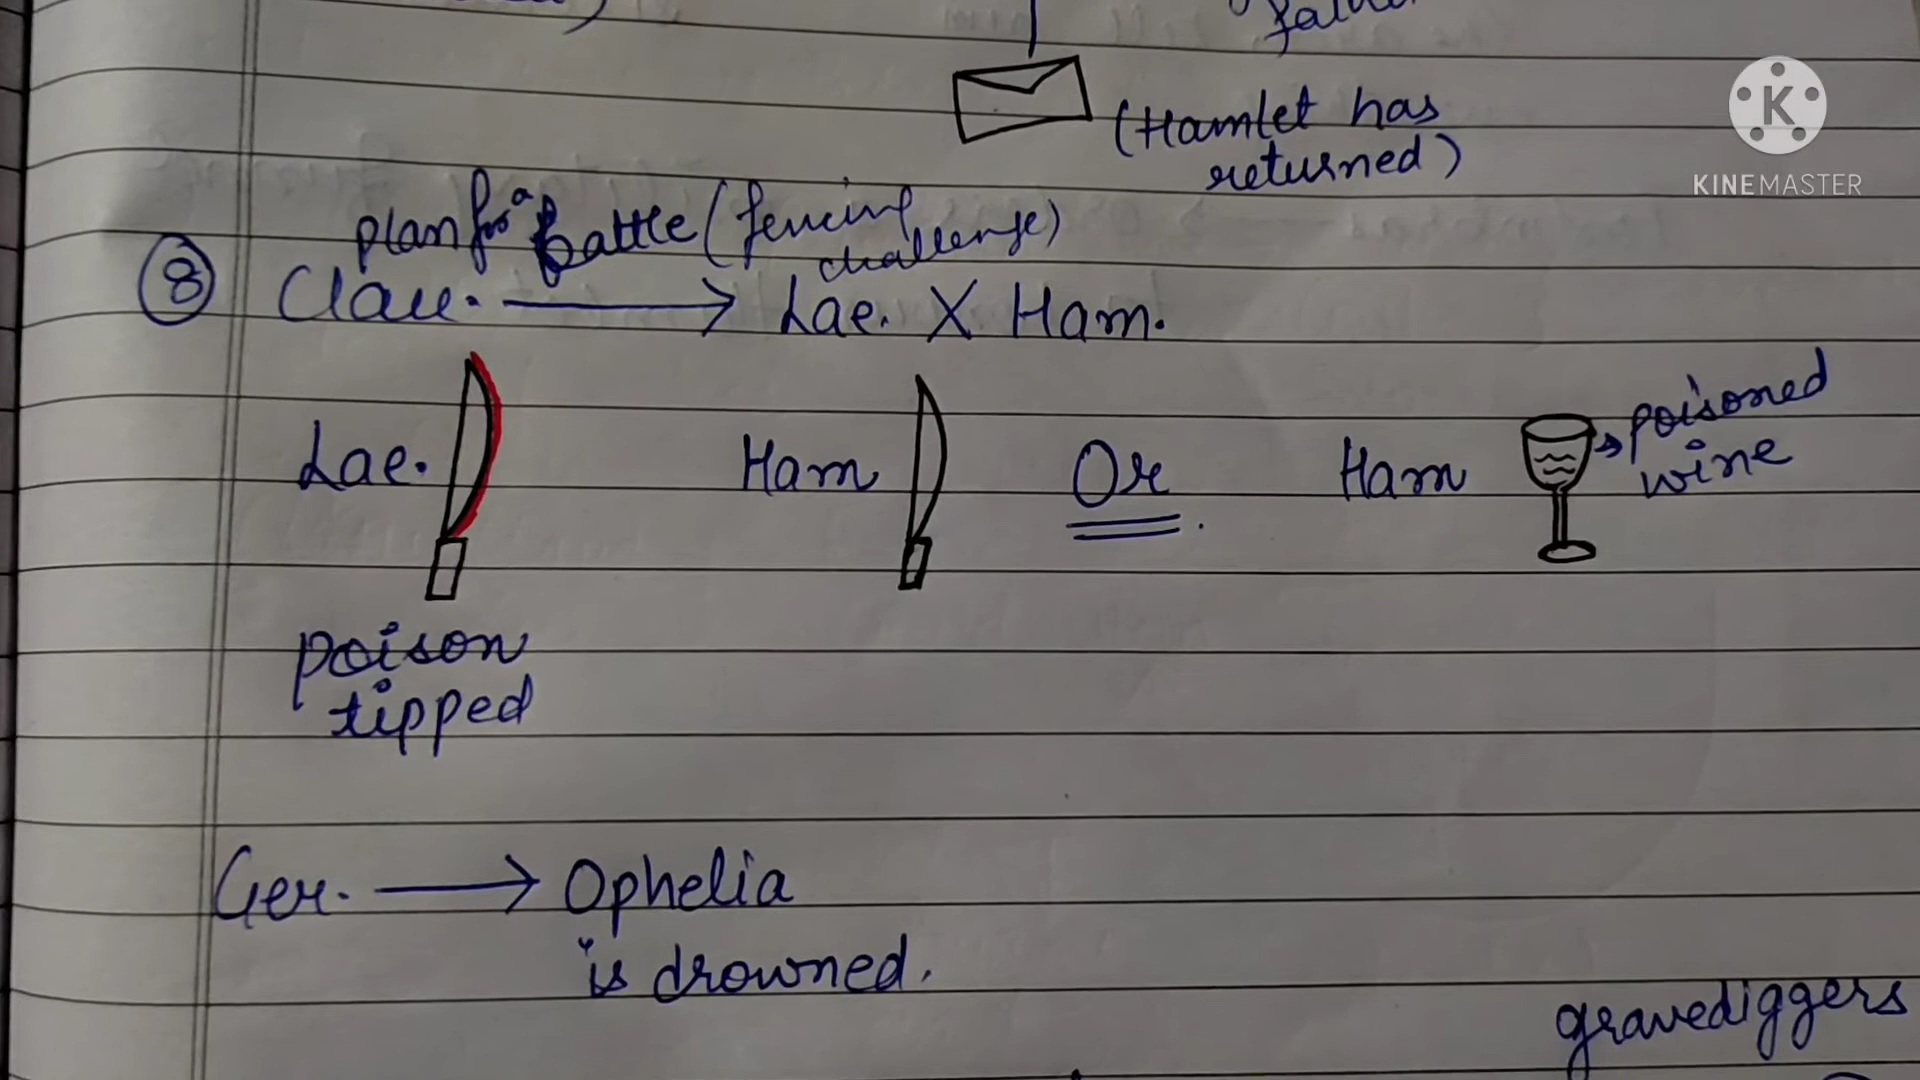 (Hamlet has
returned)
KINEMASTER
plan for a battle (fencing
challenge)
8 Clau. → Lae. X Ham.
Lae. Ham Or Ham poisoned
wine
poison
tipped
Ger. → Ophelia
is drowned.
gravediggers